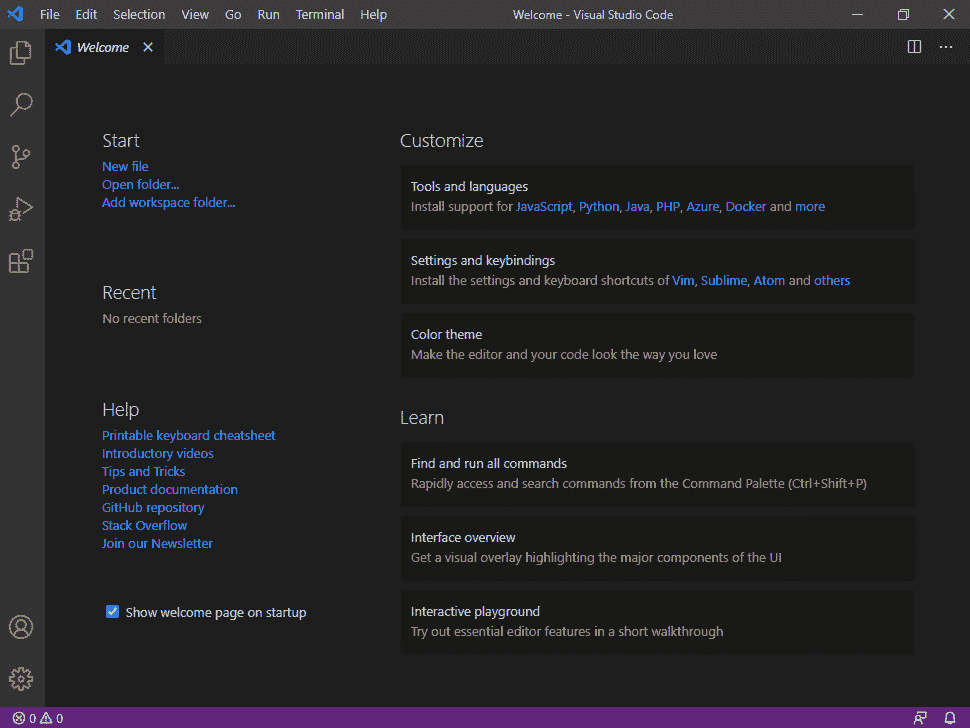 File Edit Selection View Go Run Terminal Help
Welcome - Visual Studio Code
Welcome
Start
New file
Open folder...
Add workspace folder...
Recent
No recent folders
Help
Printable keyboard cheatsheet
Introductory videos
Tips and Tricks
Product documentation
GitHub repository
Stack Overflow
Join our Newsletter
Show welcome page on startup
Customize
Tools and languages
Install support for JavaScript, Python, Java, PHP, Azure, Docker and more
Settings and keybindings
Install the settings and keyboard shortcuts of Vim, Sublime, Atom and others
Color theme
Make the editor and your code look the way you love
Learn
Find and run all commands
Rapidly access and search commands from the Command Palette (Ctrl+Shift+P)
Interface overview
Get a visual overlay highlighting the major components of the UI
Interactive playground
Try out essential editor features in a short walkthrough
0 0